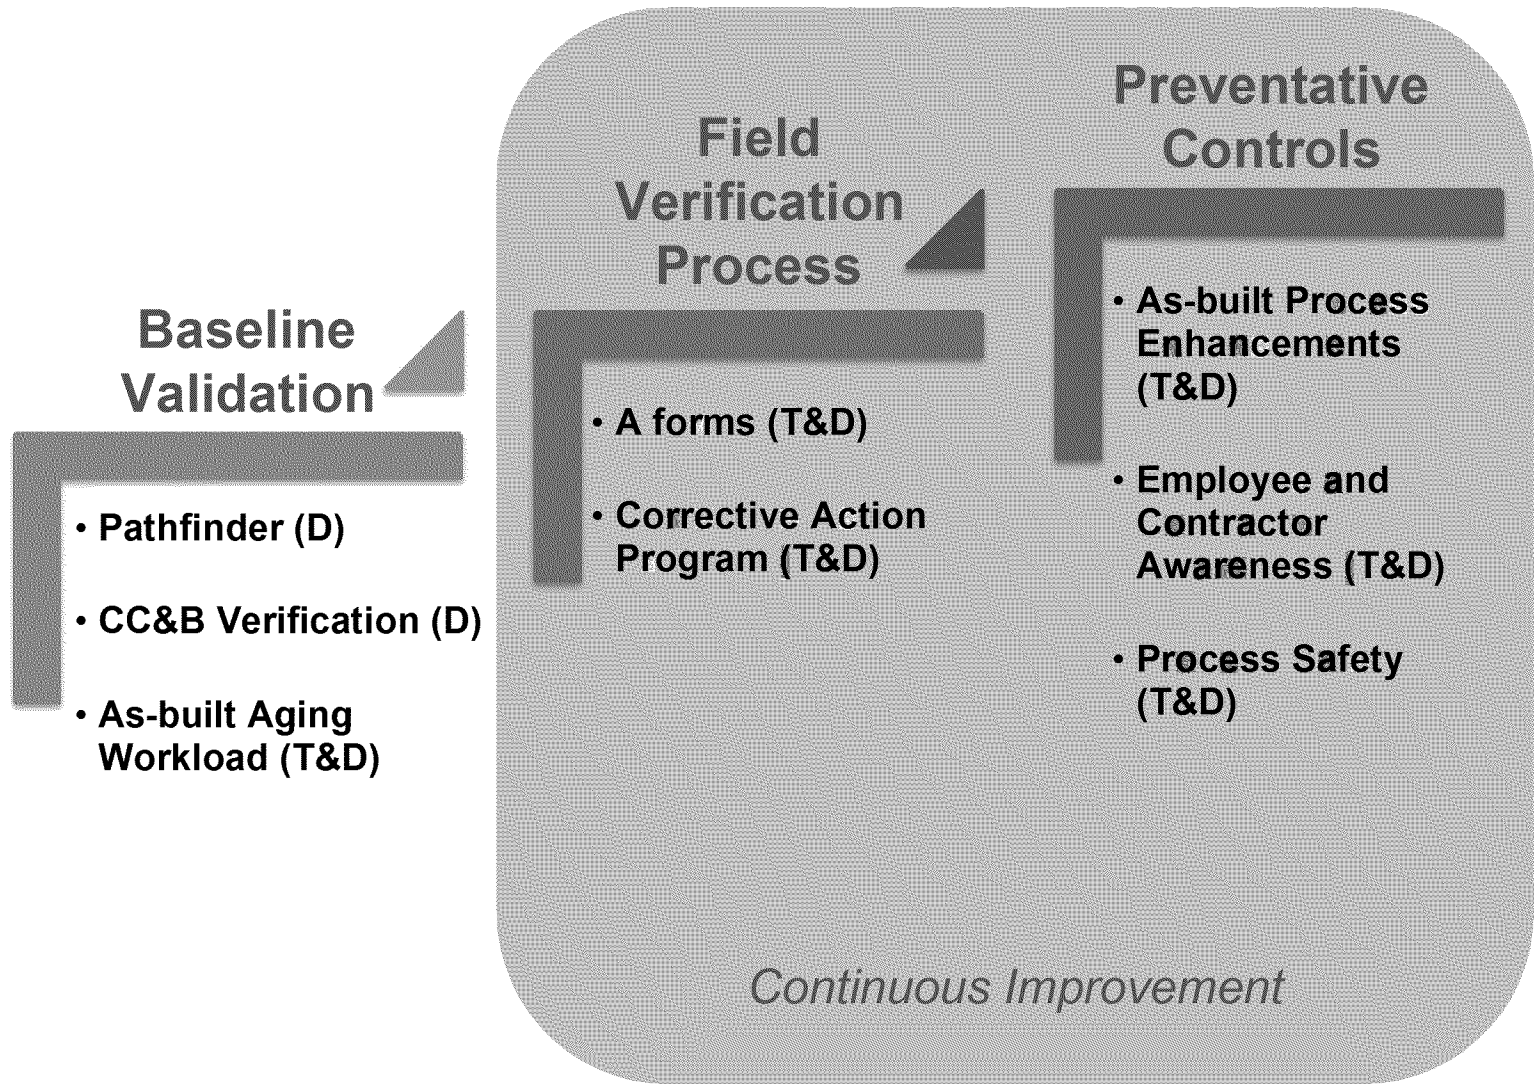 Baseline
Validation
• Pathfinder (D)
• CC&B Verification (D)
• As-built Aging
Workload (T&D)
Field
Verification
Process
• A forms (T&D)
• Corrective Action
Program (T&D)
Preventative
Controls
• As-built Process
Enhancements
(T&D)
• Employee and
Contractor
Awareness (T&D)
• Process Safety
(T&D)
Continuous Improvement